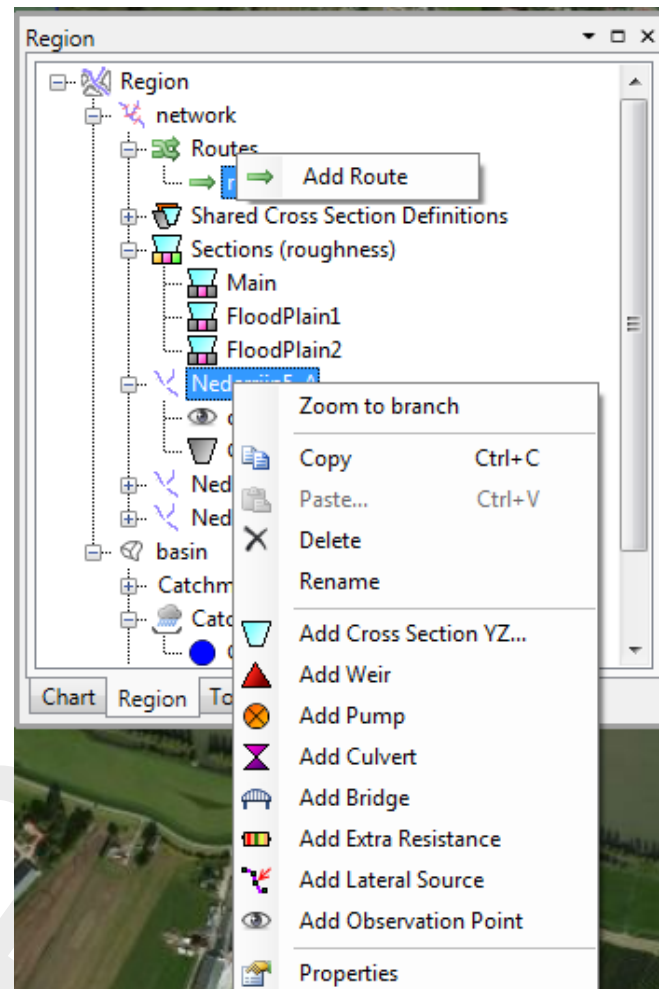 Region
Region
network
Routes
Add Route
Shared Cross Section Definitions
Sections (roughness)
Main
FloodPlain1
FloodPlain2
Zoom to branch
Copy Ctrl+C
Paste... Ctrl+V
Delete
Rename
basin
Add Cross Section YZ...
Add Weir
Chart Region
Add Pump
Add Culvert
Add Bridge
Add Extra Resistance
Add Lateral Source
Add Observation Point
Properties